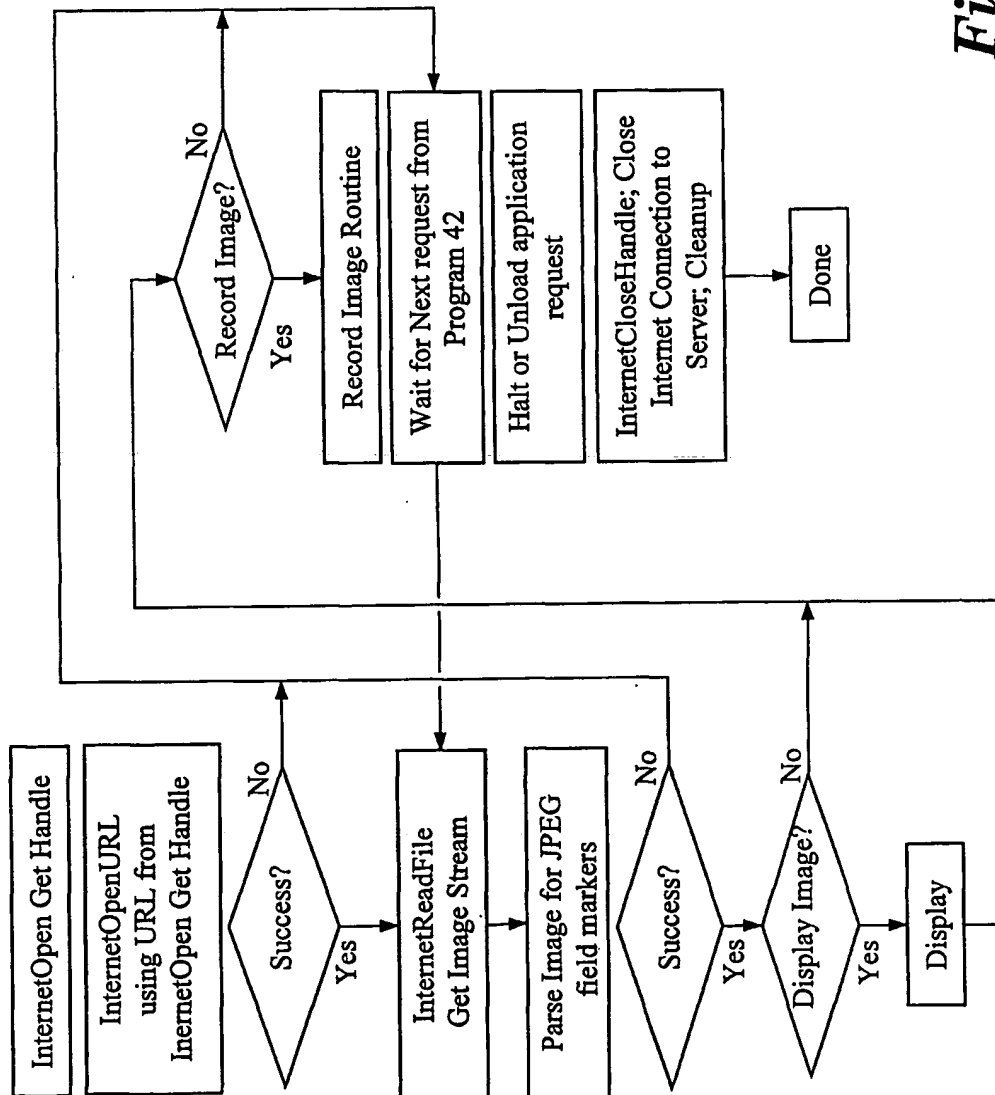 InternetOpen Get Handle
InternetOpenURL
using URL from
InernetOpen Get Handle
Success?
No
Yes
InternetReadFile
Get Image Stream
Parse Image for JPEG
field markers
Success?
No
Yes
Display Image?
No
Yes
Display
Record Image?
No
Yes
Record Image Routine
Wait for Next request from
Program 42
Halt or Unload application
request
InternetCloseHandle; Close
Internet Connection to
Server; Cleanup
Done